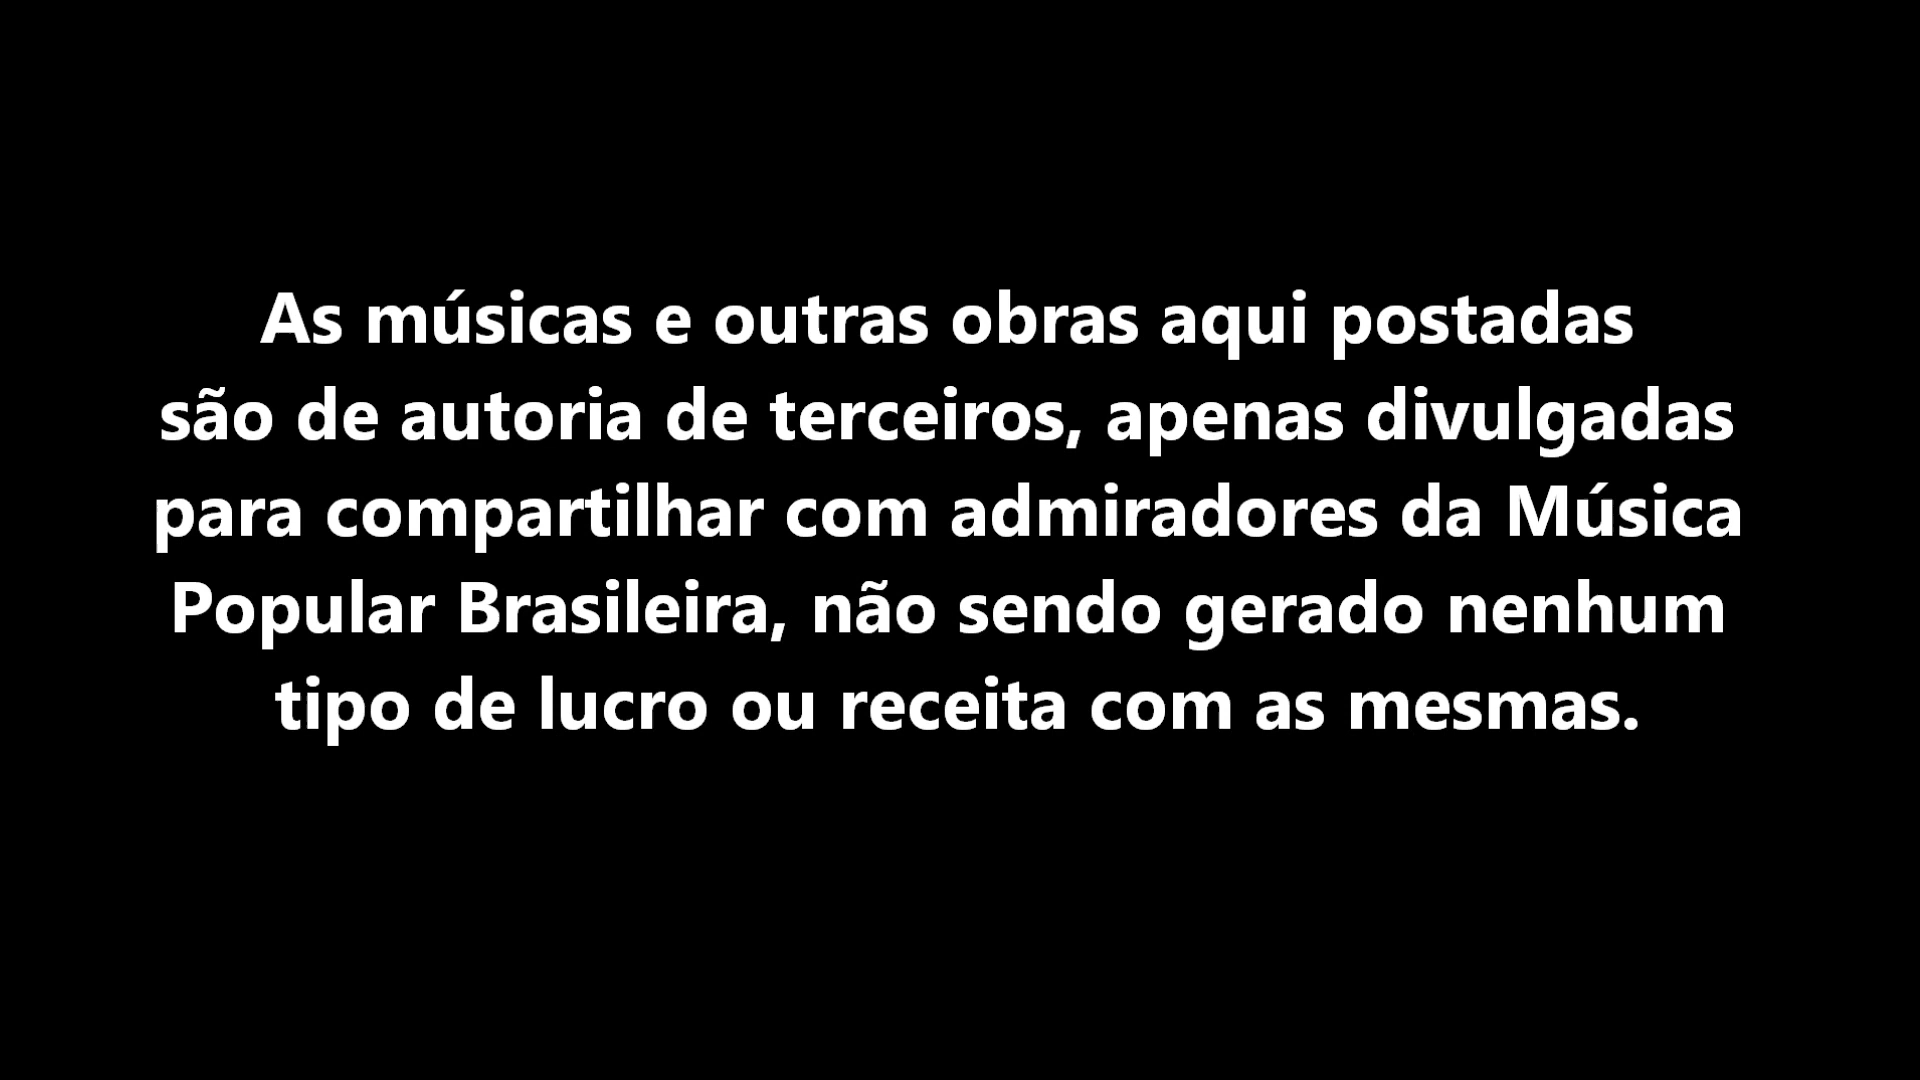 As músicas e outras obras aqui postadas
são de autoria de terceiros, apenas divulgadas
para compartilhar com admiradores da Música
Popular Brasileira, não sendo gerado nenhum
tipo de lucro ou receita com as mesmas.